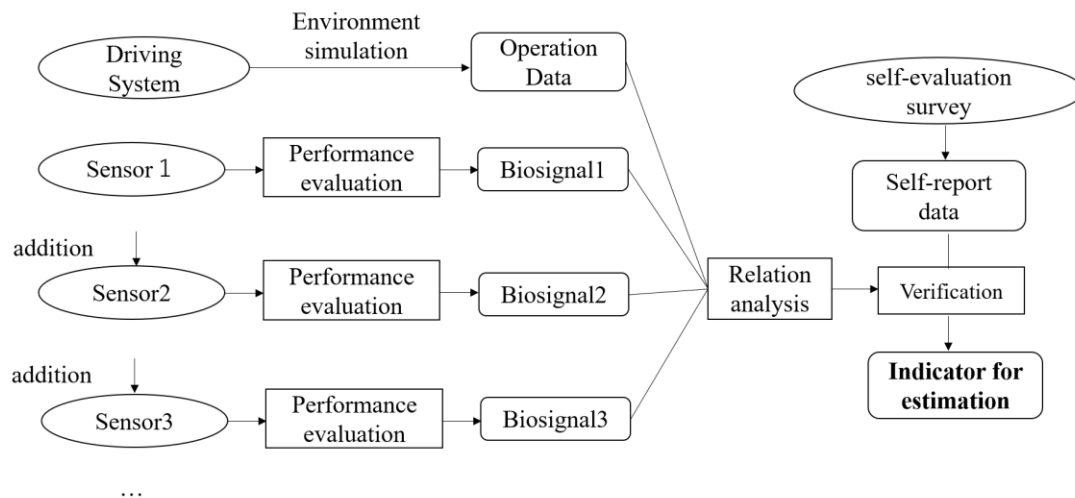 Driving
System
Environment
simulation
Operation
Data
Sensor 1
Performance
evaluation
Biosignal1
addition
Sensor2
Performance
evaluation
Biosignal2
addition
Sensor3
Performance
evaluation
Biosignal3
…
Relation
analysis
self-evaluation
survey
Self-report
data
Verification
Indicator for
estimation